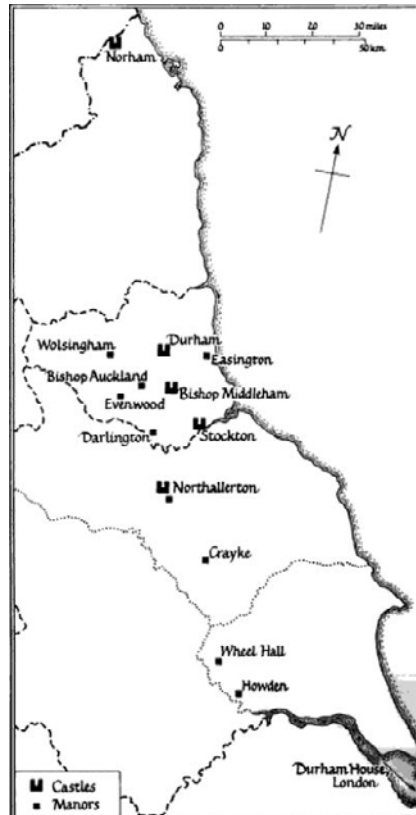 0 10 20 30 miles
0 50 km.
Norham
N
Wolsingham
Durham
Easington
Bishop Auckland
Bishop Middleham
Evenwood
Darlington
Stockton
Northallerton
Crayke
Wheel Hall
Howden
Durham House,
London
Castles
Manors